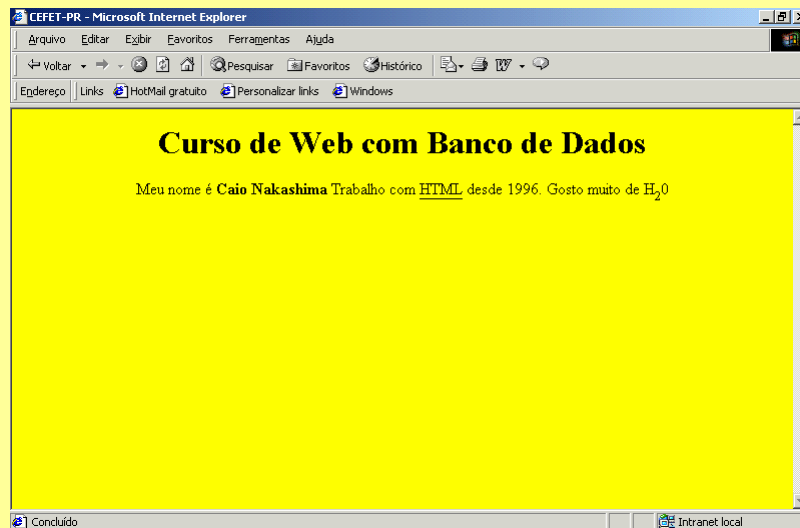 CEFET-PR - Microsoft Internet Explorer
Arquivo Editar Exibir Favoritos Ferramentas Ajuda
Voltar Pesquisar Favoritos Histórico
Endereço Links HotMail gratuito Personalizar links Windows
Curso de Web com Banco de Dados
Meu nome é Caio Nakashima Trabalho com HTML desde 1996. Gosto muito de H₂0
Concluído Intranet local